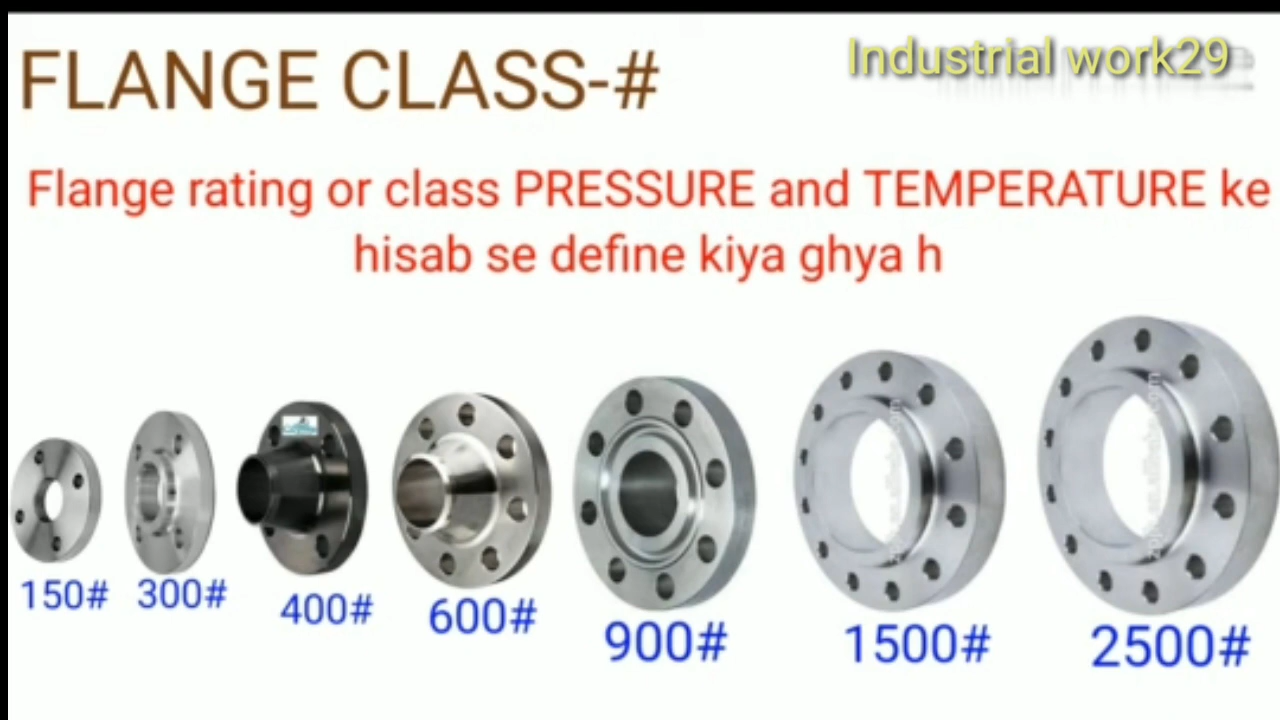 FLANGE CLASS-#
Industrial work29
Flange rating or class PRESSURE and TEMPERATURE ke
hisab se define kiya ghya h
150#
300#
400#
600#
900#
1500#
2500#